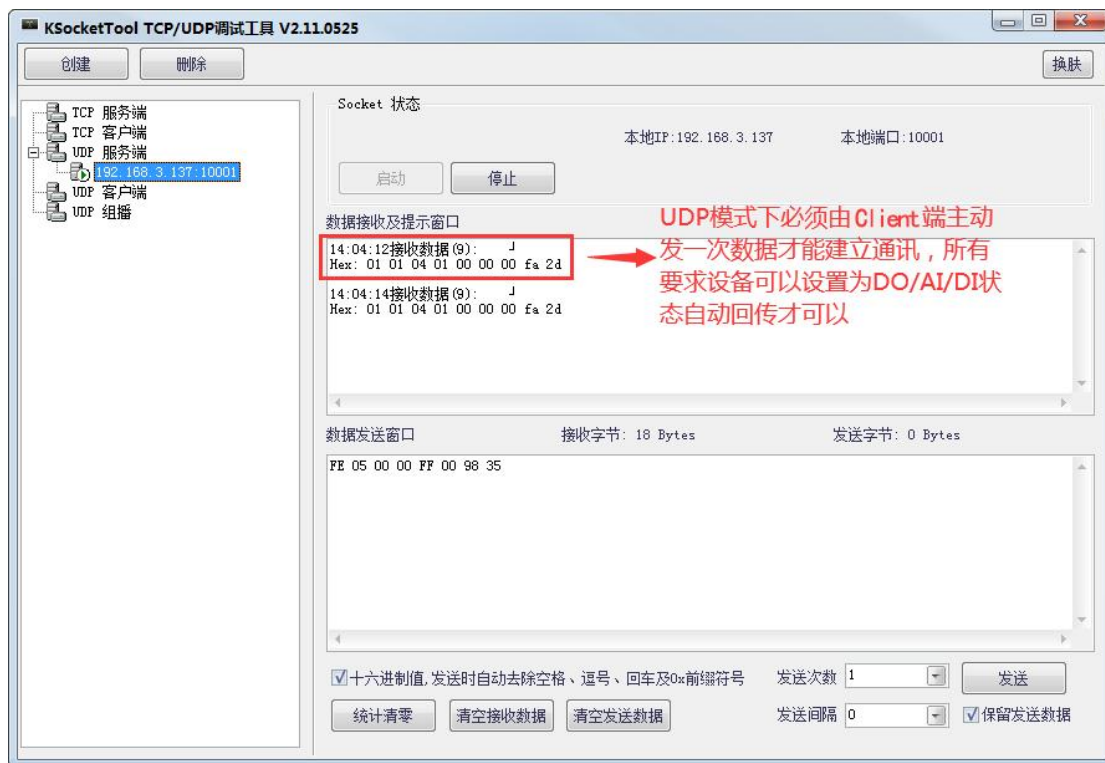 KSocketTool TCP/UDP调试工具 V2.11.0525
创建
删除
换肤
TCP 服务端
TCP 客户端
UDP 服务端
192.168.3.137:10001
UDP 客户端
UDP 组播
Socket 状态
本地IP:192.168.3.137
本地端口:10001
启动
停止
数据接收及提示窗口
14:04:12接收数据(9): ┘
Hex: 01 01 04 01 00 00 00 fa 2d
14:04:14接收数据(9): ┘
Hex: 01 01 04 01 00 00 00 fa 2d
UDP模式下必须由Client端主动
发一次数据才能建立通讯，所有
要求设备可以设置为DO/AI/DI状
态自动回传才可以
数据发送窗口
接收字节: 18 Bytes
发送字节: 0 Bytes
FE 05 00 00 FF 00 98 35
十六进制值,发送时自动去除空格、逗号、回车及0x前缀符号
发送次数 1
发送
统计清零
清空接收数据
清空发送数据
发送间隔 0
保留发送数据